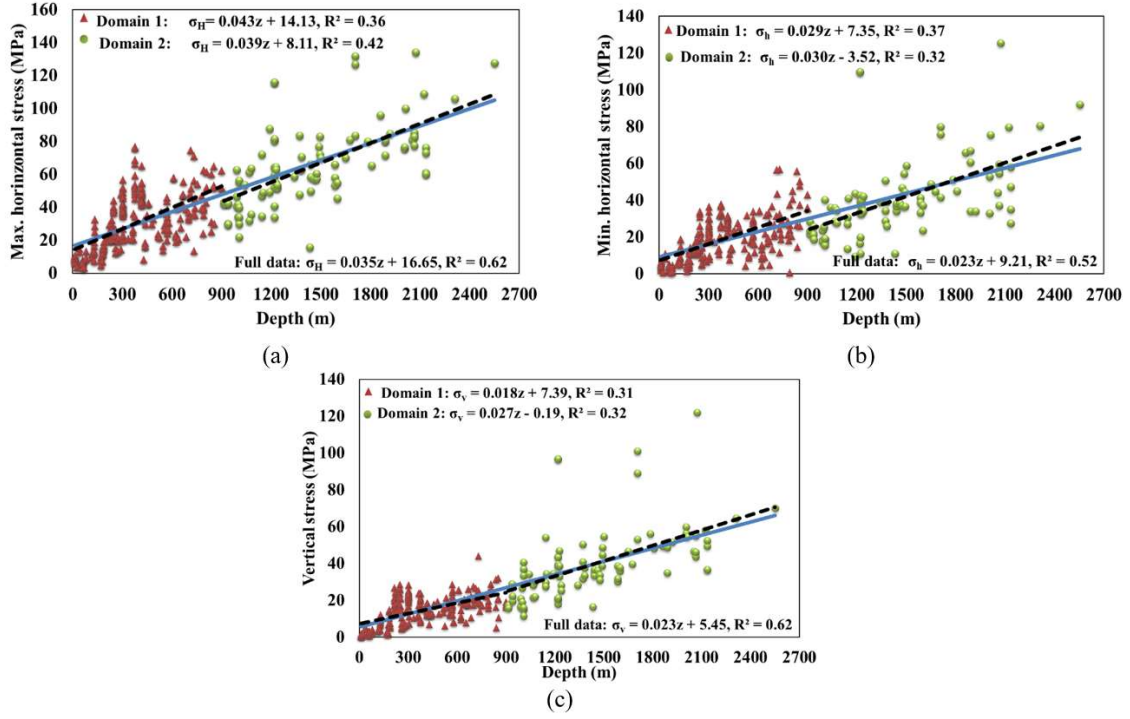 Domain 1: σH= 0.043z + 14.13, R² = 0.36
Domain 2: σH = 0.039z + 8.11, R² = 0.42
Max. horizontal stress (MPa)
160
140
120
100
80
60
40
20
0
Full data: σH = 0.035z + 16.65, R² = 0.62
0 300 600 900 1200 1500 1800 2100 2400 2700
Depth (m)
(a)
Domain 1: σh = 0.029z + 7.35, R² = 0.37
Domain 2: σh = 0.030z - 3.52, R² = 0.32
Min. horizontal stress (MPa)
140
120
100
80
60
40
20
0
Full data: σh = 0.023z + 9.21, R² = 0.52
0 300 600 900 1200 1500 1800 2100 2400 2700
Depth (m)
(b)
Domain 1: σv = 0.018z + 7.39, R² = 0.31
Domain 2: σv = 0.027z - 0.19, R² = 0.32
Vertical stress (MPa)
140
120
100
80
60
40
20
0
Full data: σv = 0.023z + 5.45, R² = 0.62
0 300 600 900 1200 1500 1800 2100 2400 2700
Depth (m)
(c)